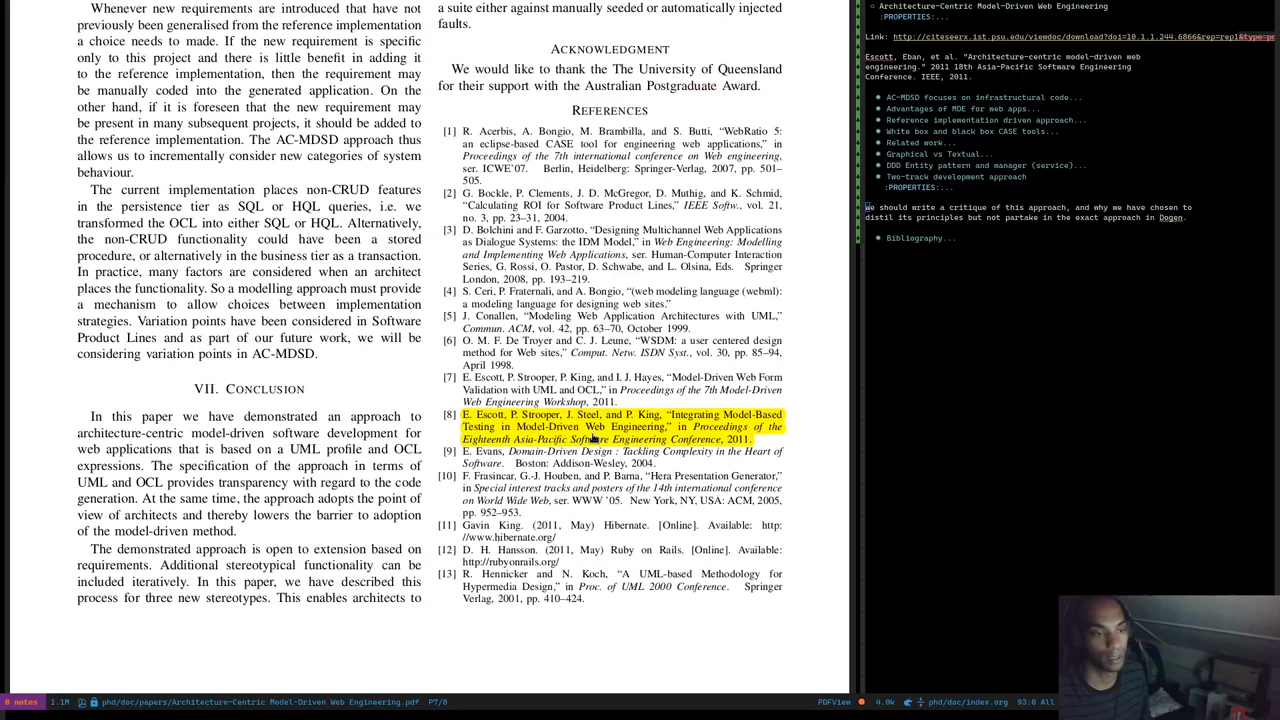 Whenever new requirements are introduced that have not
previously been generalised from the reference implementation
a choice needs to made. If the new requirement is specific
only to this project and there is little benefit in adding it
to the reference implementation, then the requirement may
be manually coded into the generated application. On the
other hand, if it is foreseen that the new requirement may
be present in many subsequent projects, it should be added to
the reference implementation. The AC-MDSD approach thus
allows us to incrementally consider new categories of system
behaviour.
The current implementation places non-CRUD features
in the persistence tier as SQL or HQL queries, i.e. we
transformed the OCL into either SQL or HQL. Alternatively,
the non-CRUD functionality could have been a stored
procedure, or alternatively in the business tier as a transaction.
In practice, many factors are considered when an architect
places the functionality. So a modelling approach must provide
a mechanism to allow choices between implementation
strategies. Variation points have been considered in Software
Product Lines and as part of our future work, we will be
considering variation points in AC-MDSD.
VII. CONCLUSION
In this paper we have demonstrated an approach to
architecture-centric model-driven software development for
web applications that is based on a UML profile and OCL
expressions. The specification of the approach in terms of
UML and OCL provides transparency with regard to the code
generation. At the same time, the approach adopts the point of
view of architects and thereby lowers the barrier to adoption
of the model-driven method.
The demonstrated approach is open to extension based on
requirements. Additional stereotypical functionality can be
included iteratively. In this paper, we have described this
process for three new stereotypes. This enables architects to
a suite either against manually seeded or automatically injected
faults.
ACKNOWLEDGMENT
We would like to thank the The University of Queensland
for their support with the Australian Postgraduate Award.
REFERENCES
[1] R. Acerbis, A. Bongio, M. Brambilla, and S. Butti, “WebRatio 5:
an eclipse-based CASE tool for engineering web applications,” in
Proceedings of the 7th international conference on Web engineering,
ser. ICWE'07. Berlin, Heidelberg: Springer-Verlag, 2007, pp. 501–
505.
[2] G. Bockle, P. Clements, J. D. McGregor, D. Muthig, and K. Schmid,
“Calculating ROI for Software Product Lines,” IEEE Softw., vol. 21,
no. 3, pp. 23–31, 2004.
[3] D. Bolchini and F. Garzotto, “Designing Multichannel Web Applications
as Dialogue Systems: the IDM Model,” in Web Engineering: Modelling
and Implementing Web Applications, ser. Human-Computer Interaction
Series, G. Rossi, O. Pastor, D. Schwabe, and L. Olsina, Eds. Springer
London, 2008, pp. 193–219.
[4] S. Ceri, P. Fraternali, and A. Bongio, “(web modeling language (webml):
a modeling language for designing web sites.”
[5] J. Conallen, “Modeling Web Application Architectures with UML,”
Commun. ACM, vol. 42, pp. 63–70, October 1999.
[6] O. M. F. De Troyer and C. J. Leune, “WSDM: a user centered design
method for Web sites,” Comput. Netw. ISDN Syst., vol. 30, pp. 85–94,
April 1998.
[7] E. Escott, P. Strooper, P. King, and I. J. Hayes, “Model-Driven Web Form
Validation with UML and OCL,” in Proceedings of the 7th Model-Driven
Web Engineering Workshop, 2011.
[8] E. Escott, P. Strooper, J. Steel, and P. King, “Integrating Model-Based
Testing in Model-Driven Web Engineering,” in Proceedings of the
Eighteenth Asia-Pacific Software Engineering Conference, 2011.
[9] E. Evans, Domain-Driven Design : Tackling Complexity in the Heart of
Software. Boston: Addison-Wesley, 2004.
[10] F. Frasincar, G.-J. Houben, and P. Barna, “Hera Presentation Generator,”
in Special interest tracks and posters of the 14th international conference
on World Wide Web, ser. WWW '05. New York, NY, USA: ACM, 2005,
pp. 952–953.
[11] Gavin King. (2011, May) Hibernate. [Online]. Available: http:
//www.hibernate.org/
[12] D. H. Hansson. (2011, May) Ruby on Rails. [Online]. Available:
http://rubyonrails.org/
[13] R. Hennicker and N. Koch, “A UML-based Methodology for
Hypermedia Design,” in Proc. of UML 2000 Conference. Springer
Verlag, 2001, pp. 410–424.
Architecture-Centric Model-Driven Web Engineering
:PROPERTIES:...
Link: http://citeseerx.ist.psu.edu/viewdoc/download?doi=10.1.1.244.6866&rep=rep1&type=pd
Escott, Eban, et al. "Architecture-centric model-driven web
engineering." 2011 18th Asia-Pacific Software Engineering
Conference. IEEE, 2011.
AC-MDSD focuses on infrastructural code...
Advantages of MDE for web apps...
Reference implementation driven approach...
White box and black box CASE tools...
Related work...
Graphical vs Textual...
DDD Entity pattern and manager (service)...
Two-track development approach
:PROPERTIES:...
We should write a critique of this approach, and why we have chosen to
distil its principles but not partake in the exact approach in Dogen.
Bibliography...
0 notes 1.1M phd/doc/papers/Architecture-Centric Model-Driven Web Engineering.pdf P7/8 PDFView 4.0k phd/doc/index.org 93:0 All